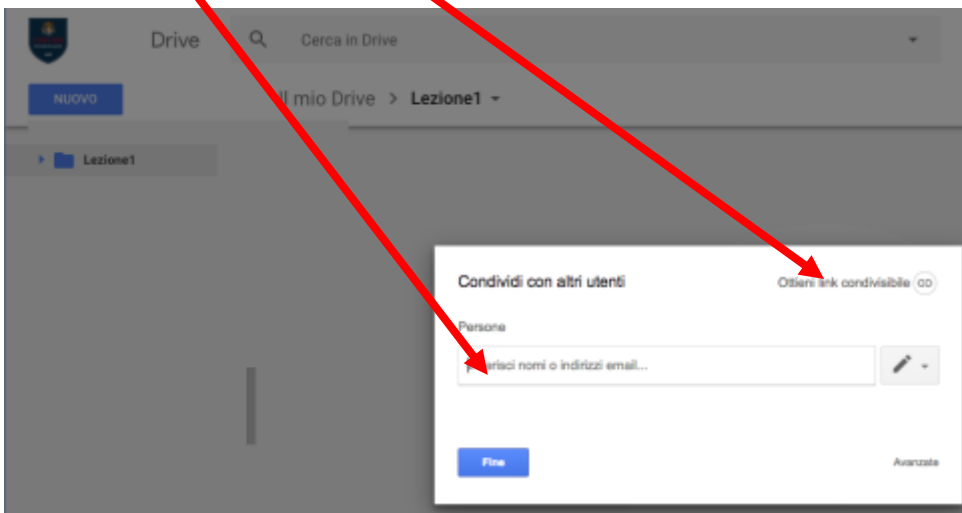 Drive
Cerca in Drive
NUOVO
Il mio Drive > Lezione1
Lezione1
Condividi con altri utenti
Ottieni link condivisibile
Persone
nomi o indirizzi email...
Fine
Avanzate